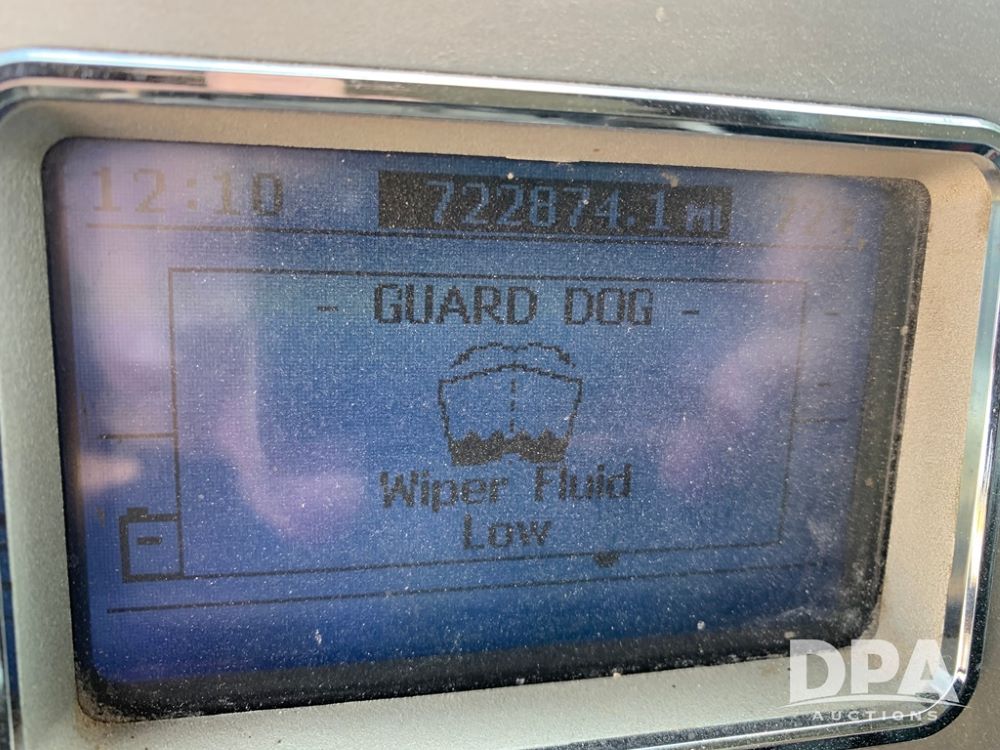 12:10 722874.1 MI
- GUARD DOG -
Wiper Fluid
Low
DPA
AUCTIONS